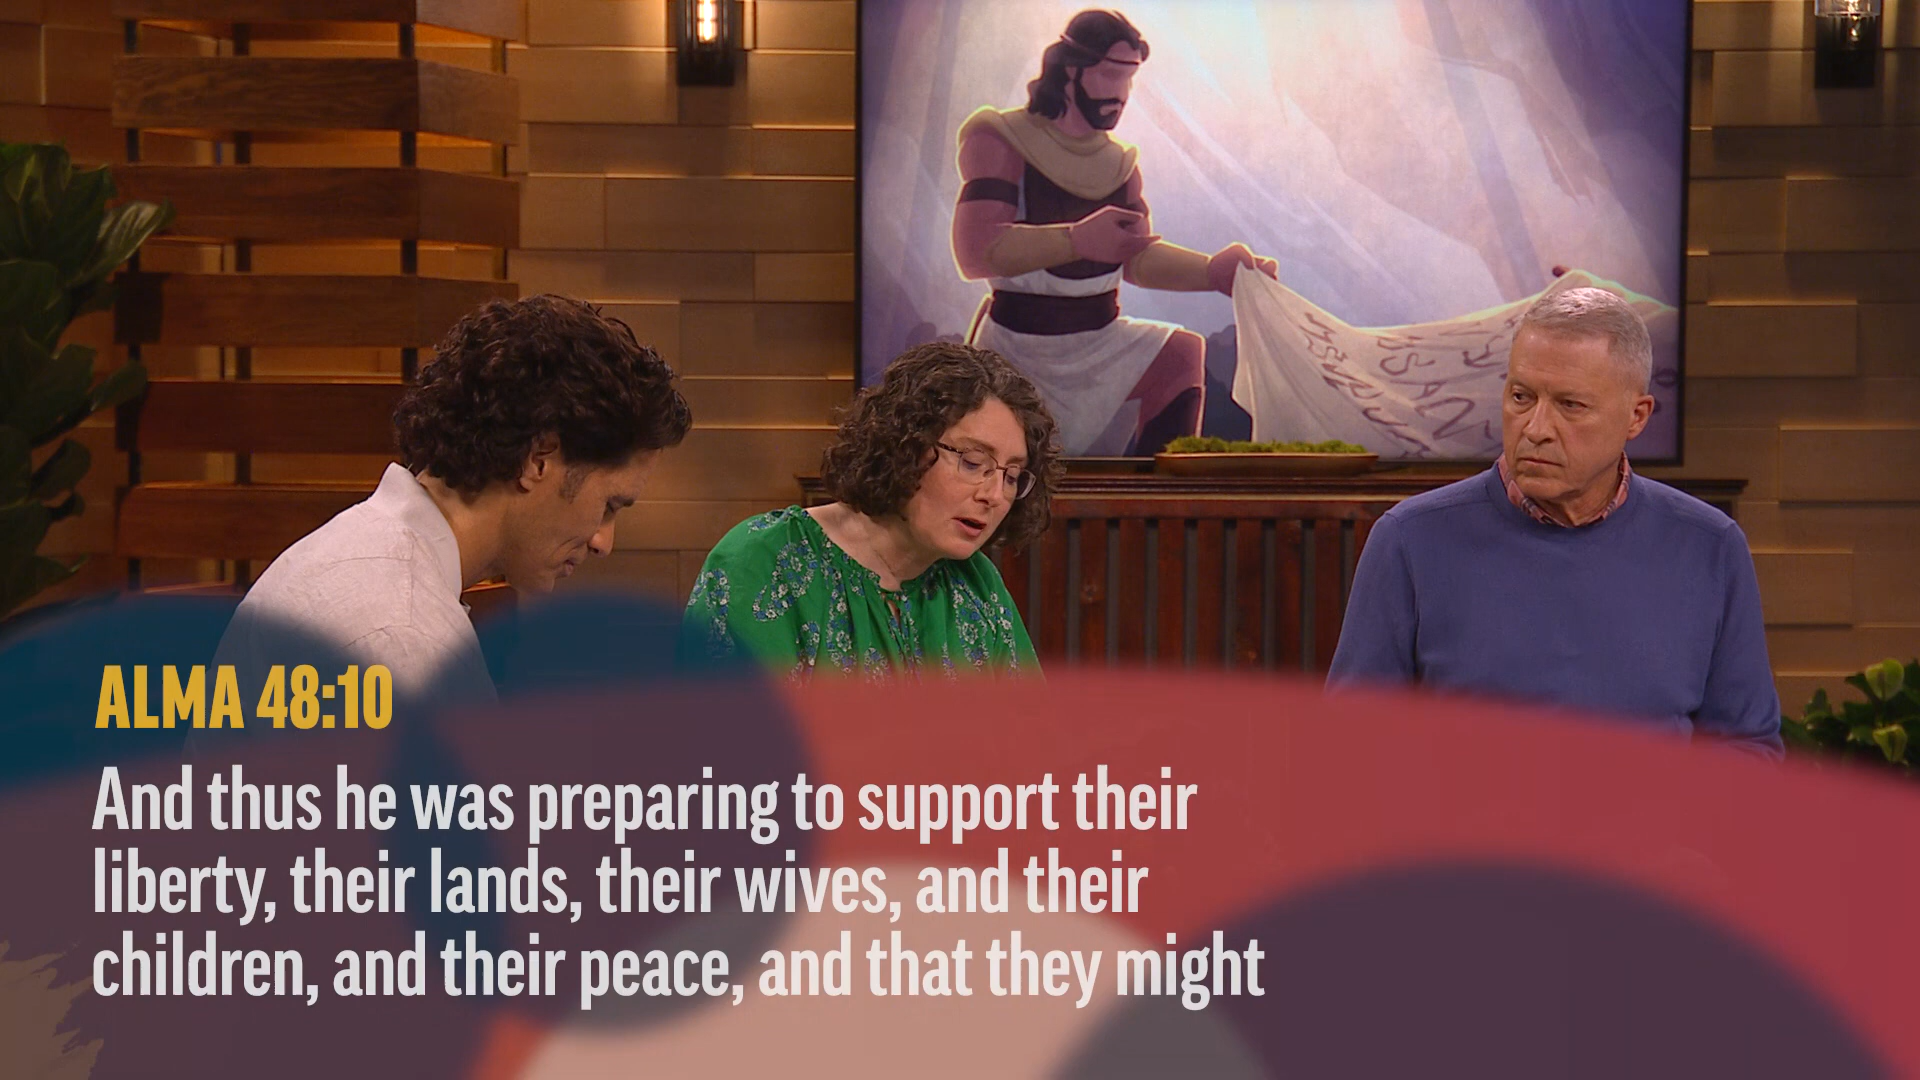 ALMA 48:10
And thus he was preparing to support their
liberty, their lands, their wives, and their
children, and their peace, and that they might